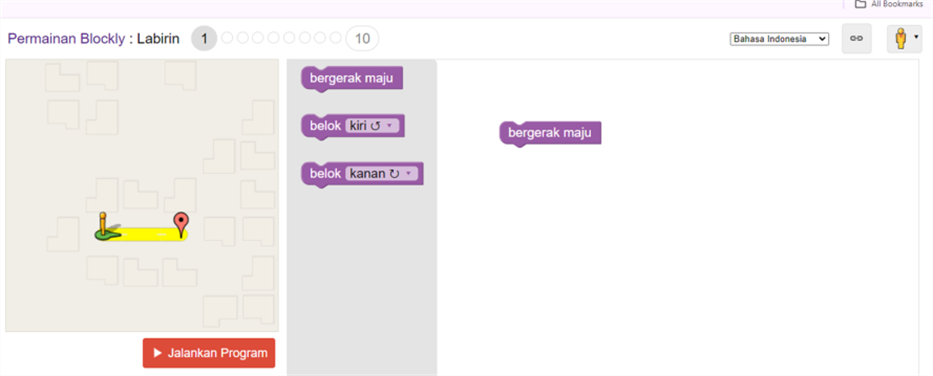 All Bookmarks
Permainan Blockly : Labirin 1 10
Bahasa Indonesia
bergerak maju
belok kiri ↺
belok kanan ↻
bergerak maju
Jalankan Program